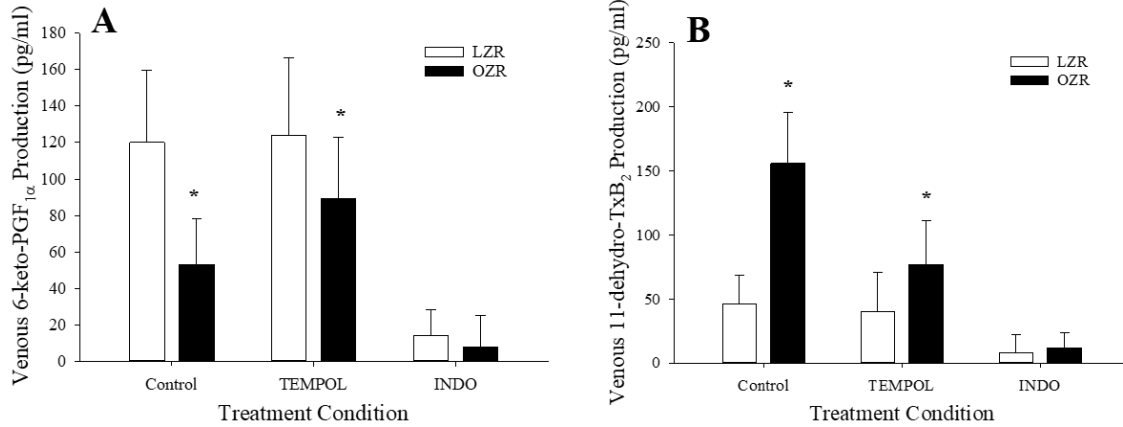 A
Venous 6-keto-PGF1α Production (pg/ml)
180
160
140
120
100
80
60
40
20
0
LZR
OZR
*
*
Control
TEMPOL
INDO
Treatment Condition
B
Venous 11-dehydro-TxB2 Production (pg/ml)
250
200
150
100
50
0
LZR
OZR
*
*
Control
TEMPOL
INDO
Treatment Condition